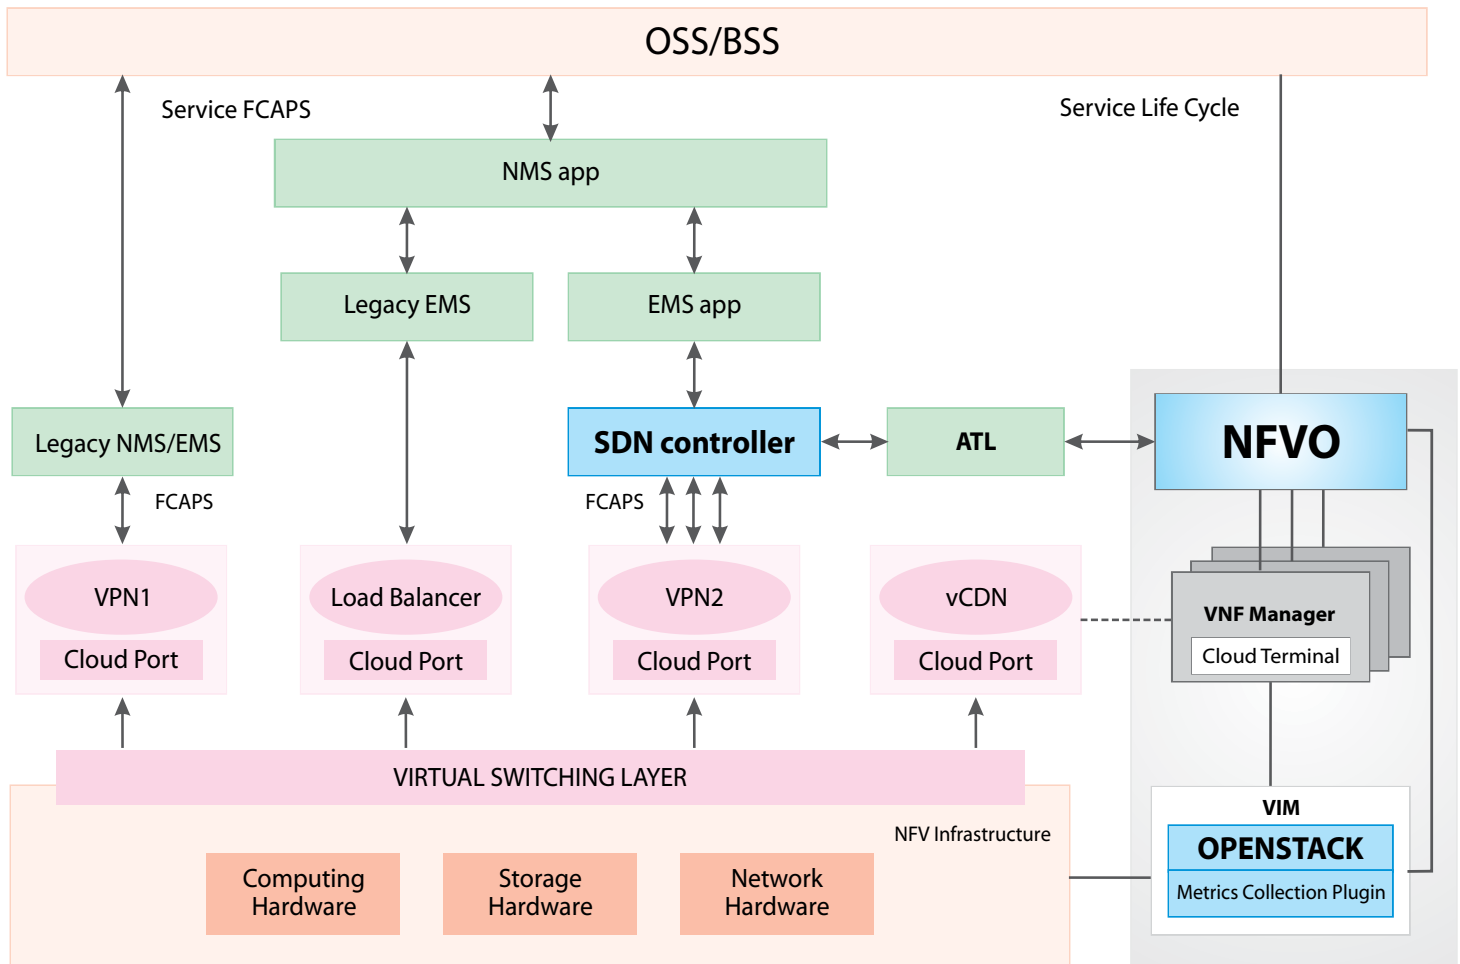 OSS/BSS
Service FCAPS
Service Life Cycle
NMS app
Legacy EMS
EMS app
Legacy NMS/EMS
SDN controller
ATL
NFVO
FCAPS
FCAPS
VPN1
Cloud Port
Load Balancer
Cloud Port
VPN2
Cloud Port
vCDN
Cloud Port
VNF Manager
Cloud Terminal
VIRTUAL SWITCHING LAYER
NFV Infrastructure
Computing
Hardware
Storage
Hardware
Network
Hardware
VIM
OPENSTACK
Metrics Collection Plugin